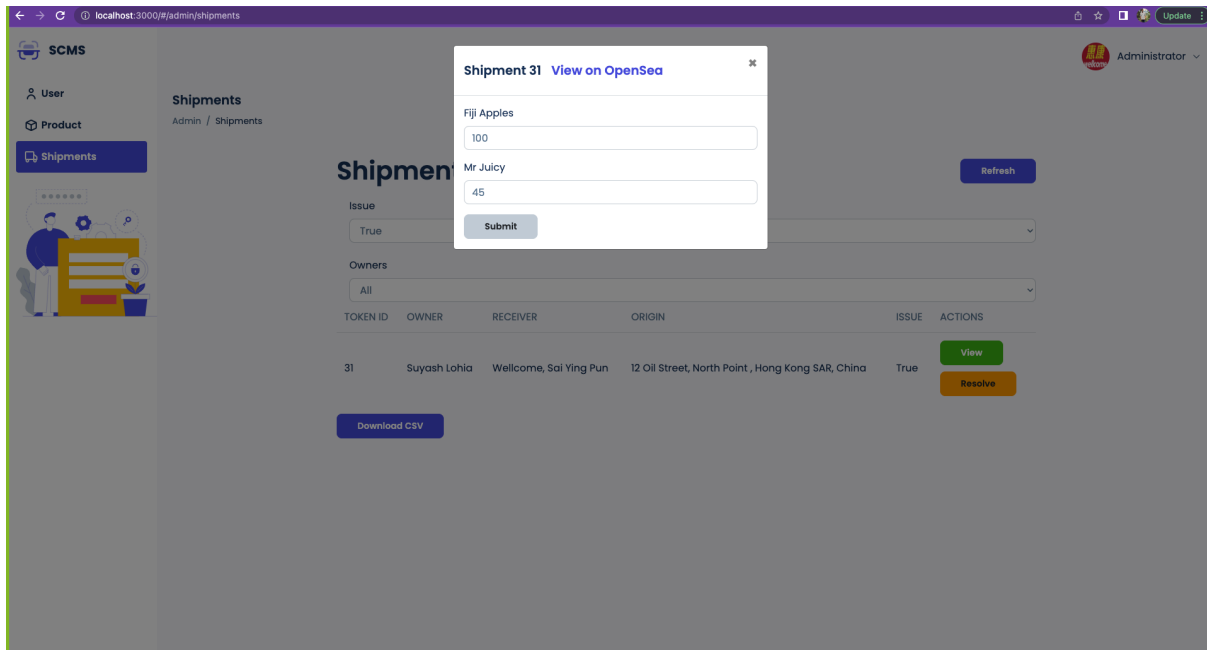 localhost:3000/#/admin/shipments
Update
SCMS
Administrator
User
Product
Shipments
Shipments
Admin / Shipments
Shipment 31 View on OpenSea
Fiji Apples
100
Mr Juicy
45
Submit
Shipmen
Refresh
Issue
True
Owners
All
TOKEN ID OWNER RECEIVER ORIGIN ISSUE ACTIONS
31 Suyash Lohia Wellcome, Sai Ying Pun 12 Oil Street, North Point , Hong Kong SAR, China True View
Resolve
Download CSV